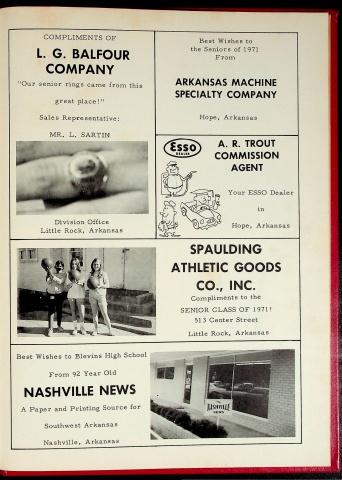 COMPLIMENTS OF
L. G. BALFOUR
COMPANY
"Our senior rings came from this
great place!"
Sales Representative:
MR. L. SARTIN
Division Office
Little Rock, Arkansas
Best Wishes to
the Seniors of 1971
From
ARKANSAS MACHINE
SPECIALTY COMPANY
Hope, Arkansas
Esso
DEALER
A. R. TROUT
COMMISSION
AGENT
Your ESSO Dealer
in
Hope, Arkansas
SPAULDING
ATHLETIC GOODS
CO., INC.
Compliments to the
SENIOR CLASS OF 1971!
513 Center Street
Little Rock, Arkansas
Best Wishes to Blevins High School
From 92 Year Old
NASHVILLE NEWS
A Paper and Printing Source for
Southwest Arkansas
Nashville, Arkansas
NASHVILLE
NEWS